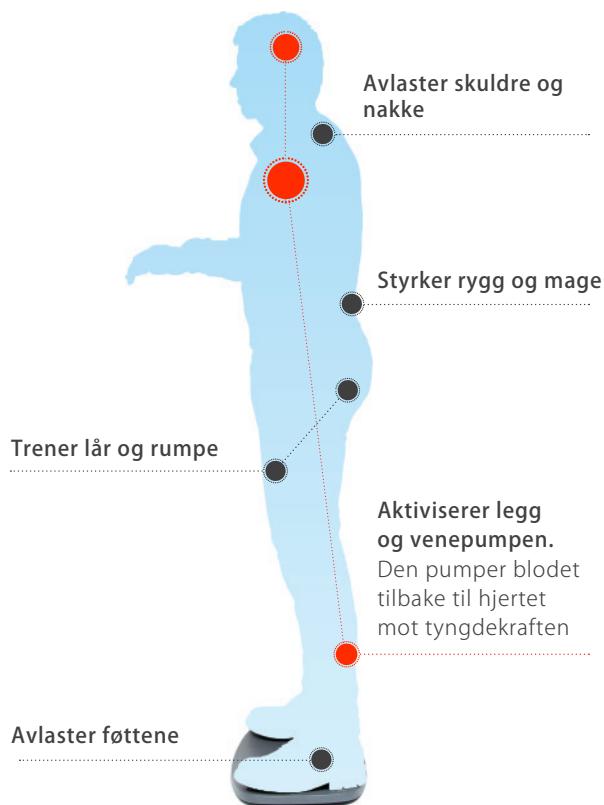 Avlaster skuldre og
nakke
Styrker rygg og mage
Trener lår og rumpe
Aktiviserer legg
og venepumpen.
Den pumper blodet
tilbake til hjertet
mot tyngdekraften
Avlaster føttene